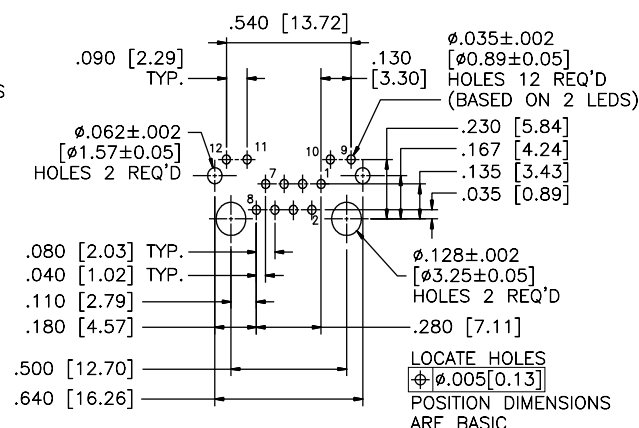 .540 [13.72]
.090 [2.29]
TYP.
.130
[3.30]
ø.035±.002
[ø0.89±0.05]
HOLES 12 REQ'D
(BASED ON 2 LEDS)
S
ø.062±.002
[ø1.57±0.05]
HOLES 2 REQ'D
12
11
10
9
.230 [5.84]
.167 [4.24]
.135 [3.43]
.035 [0.89]
7
1
8
2
.080 [2.03] TYP.
.040 [1.02] TYP.
.110 [2.79]
.180 [4.57]
ø.128±.002
[ø3.25±0.05]
HOLES 2 REQ'D
.280 [7.11]
.500 [12.70]
.640 [16.26]
LOCATE HOLES
⌖ ø.005[0.13]
POSITION DIMENSIONS
ARE BASIC